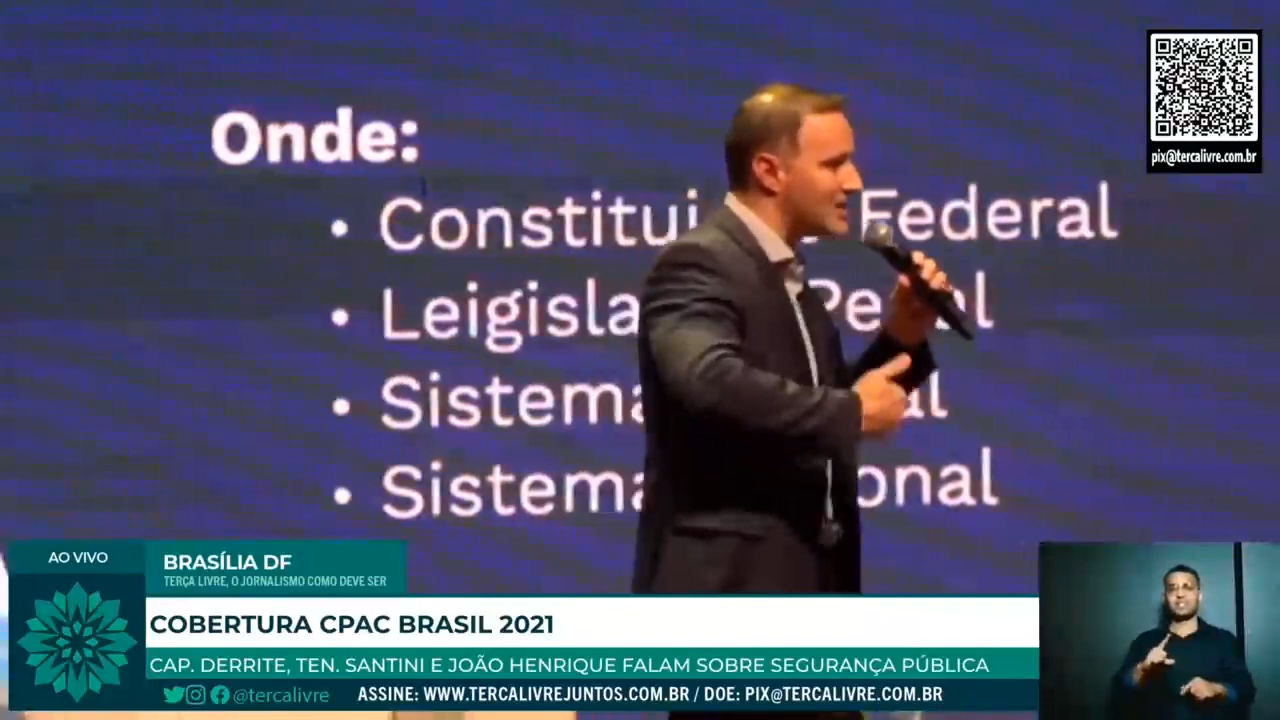 pix@tercalivre.com.br
Onde:
• Constitui Federal
• Leigisla Pe al
• Sistema al
• Sistema onal
AO VIVO
BRASÍLIA DF
TERÇA LIVRE, O JORNALISMO COMO DEVE SER
COBERTURA CPAC BRASIL 2021
CAP. DERRITE, TEN. SANTINI E JOÃO HENRIQUE FALAM SOBRE SEGURANÇA PÚBLICA
@tercalivre
ASSINE: WWW.TERCALIVREJUNTOS.COM.BR / DOE: PIX@TERCALIVRE.COM.BR